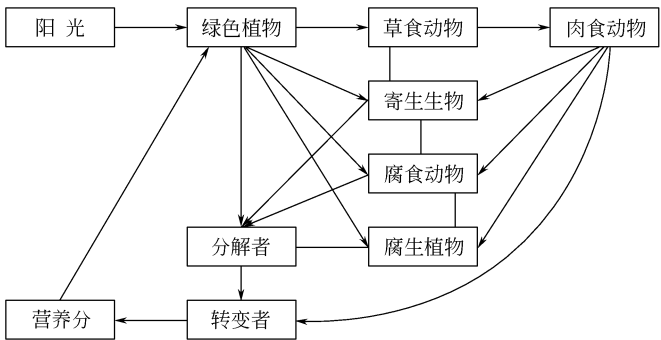 阳 光
绿色植物
草食动物
肉食动物
寄生生物
腐食动物
分解者
腐生植物
营养分
转变者